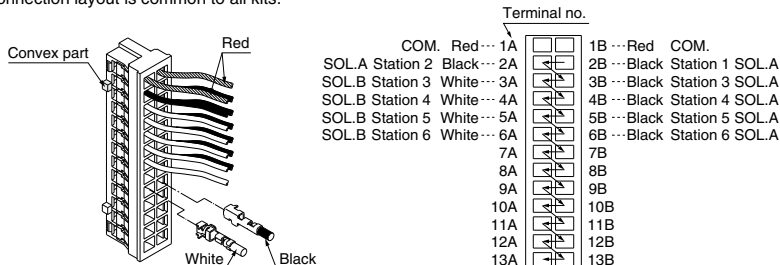 onnection layout is common to all kits.
Terminal no.
Convex part
Red
White
Black
COM. Red --- 1A 1B --- Red COM.
SOL.A Station 2 Black --- 2A 2B --- Black Station 1 SOL.A
SOL.B Station 3 White --- 3A 3B --- Black Station 3 SOL.A
SOL.B Station 4 White --- 4A 4B --- Black Station 4 SOL.A
SOL.B Station 5 White --- 5A 5B --- Black Station 5 SOL.A
SOL.B Station 6 White --- 6A 6B --- Black Station 6 SOL.A
7A 7B
8A 8B
9A 9B
10A 10B
11A 11B
12A 12B
13A 13B